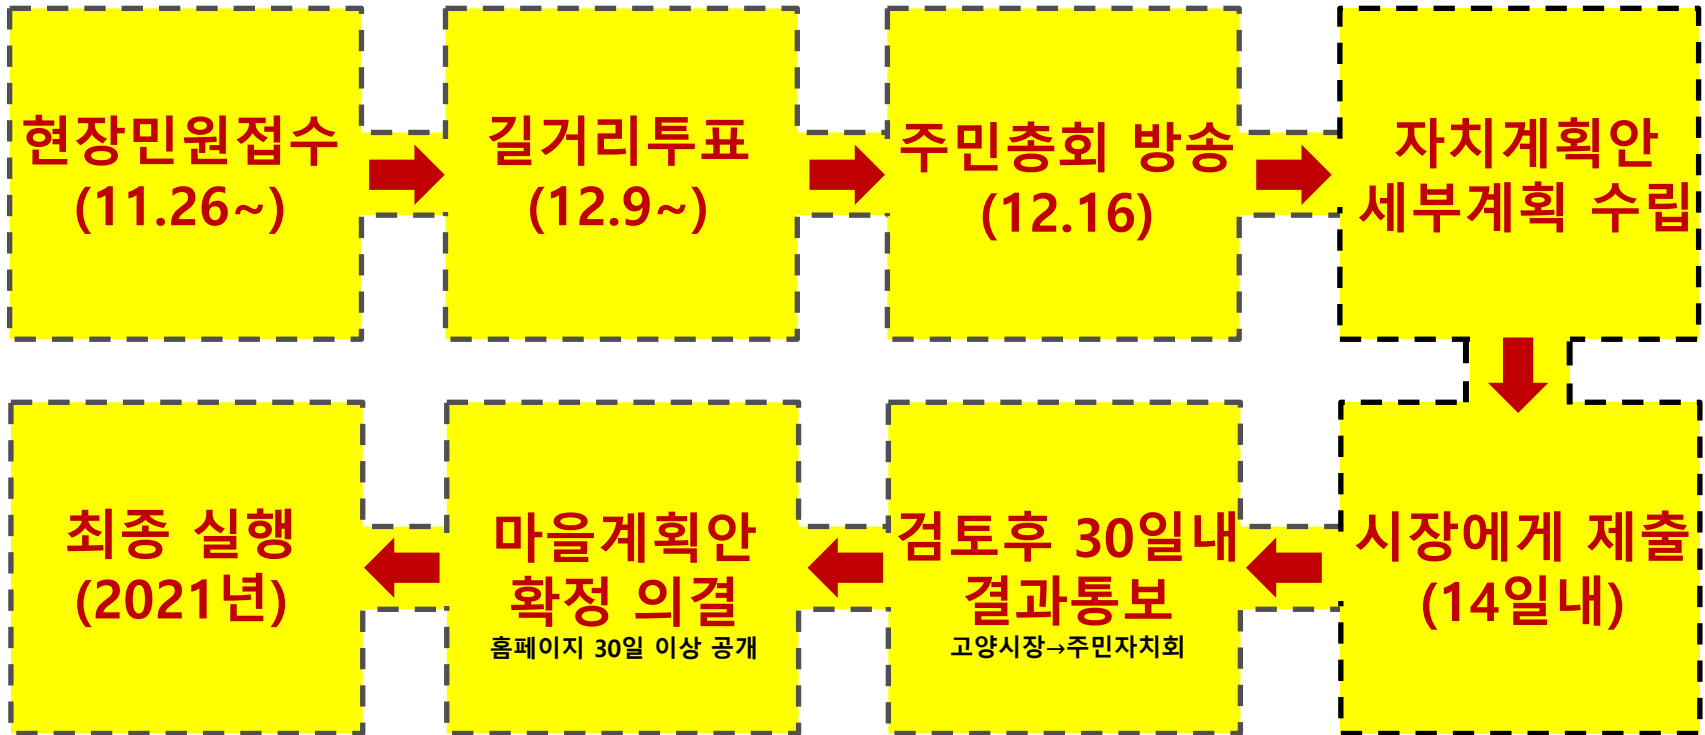 현장민원접수
(11.26~)
길거리투표
(12.9~)
주민총회 방송
(12.16)
자치계획안
세부계획 수립
시장에게 제출
(14일내)
검토후 30일내
결과통보
고양시장→주민자치회
마을계획안
확정 의결
홈페이지 30일 이상 공개
최종 실행
(2021년)